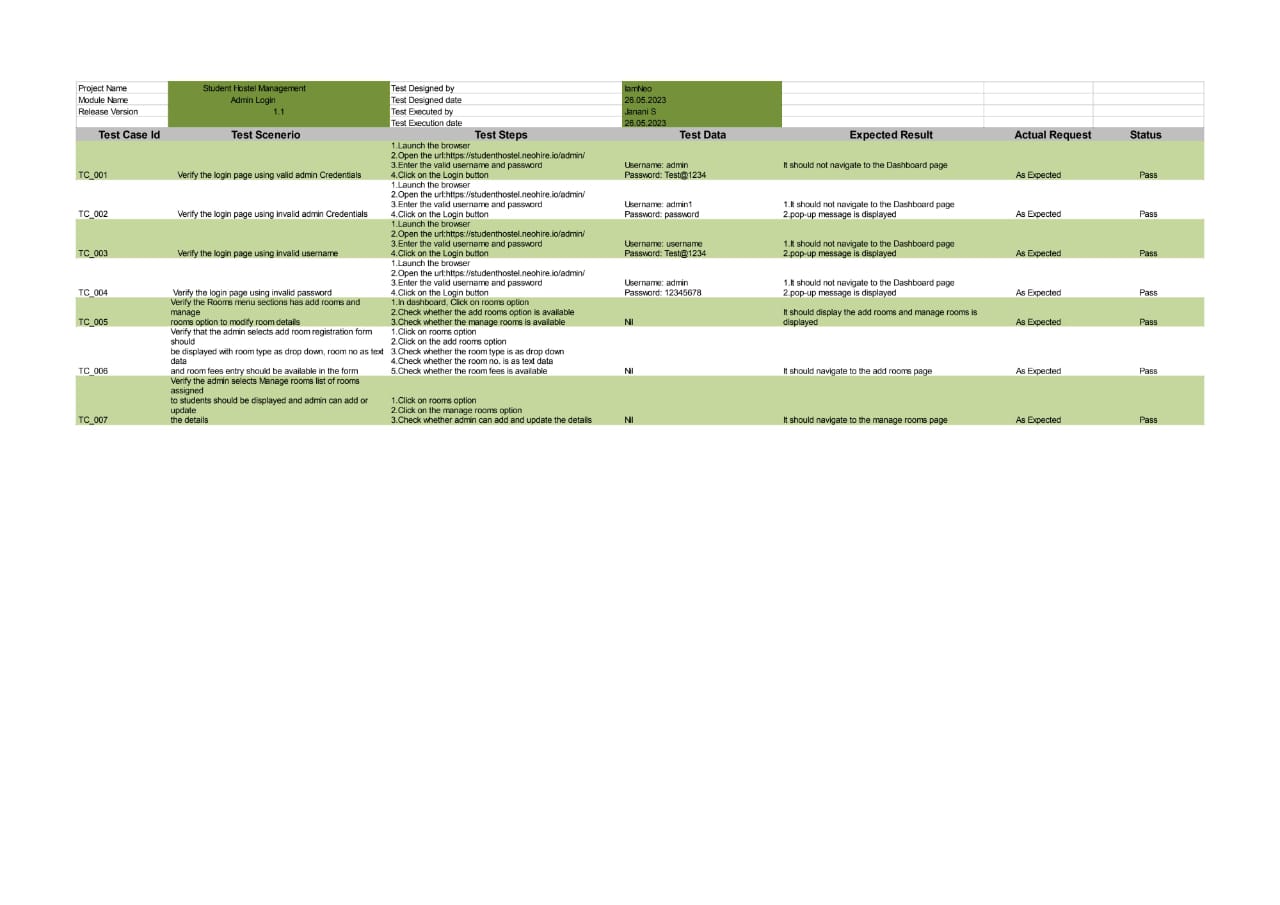 Project Name Student Hostel Management Test Designed by IamNeo
Module Name Admin Login Test Designed date 26.05.2023
Release Version 1.1 Test Executed by Janani S
Test Execution date 26.05.2023
Test Case Id Test Scenerio Test Steps Test Data Expected Result Actual Request Status
1.Launch the browser
2.Open the url:https://studenthostel.neohire.io/admin/
3.Enter the valid username and password Username: admin It should not navigate to the Dashboard page
TC_001 Verify the login page using valid admin Credentials 4.Click on the Login button Password: Test@1234 As Expected Pass
1.Launch the browser
2.Open the url:https://studenthostel.neohire.io/admin/
3.Enter the valid username and password Username: admin1 1.It should not navigate to the Dashboard page
TC_002 Verify the login page using invalid admin Credentials 4.Click on the Login button Password: password 2.pop-up message is displayed As Expected Pass
1.Launch the browser
2.Open the url:https://studenthostel.neohire.io/admin/
3.Enter the valid username and password Username: username 1.It should not navigate to the Dashboard page
TC_003 Verify the login page using invalid username 4.Click on the Login button Password: Test@1234 2.pop-up message is displayed As Expected Pass
1.Launch the browser
2.Open the url:https://studenthostel.neohire.io/admin/
3.Enter the valid username and password Username: admin 1.It should not navigate to the Dashboard page
TC_004 Verify the login page using invalid password 4.Click on the Login button Password: 12345678 2.pop-up message is displayed As Expected Pass
Verify the Rooms menu sections has add rooms and 1.In dashboard, Click on rooms option
manage 2.Check whether the add rooms option is available It should display the add rooms and manage rooms is
TC_005 rooms option to modify room details 3.Check whether the manage rooms is available Nil displayed As Expected Pass
Verify that the admin selects add room registration form 1.Click on rooms option
should 2.Click on the add rooms option
be displayed with room type as drop down, room no as text 3.Check whether the room type is as drop down
data 4.Check whether the room no. is as text data
TC_006 and room fees entry should be available in the form 5.Check whether the room fees is available Nil It should navigate to the add rooms page As Expected Pass
Verify the admin selects Manage rooms list of rooms
assigned
to students should be displayed and admin can add or 1.Click on rooms option
update 2.Click on the manage rooms option
TC_007 the details 3.Check whether admin can add and update the details Nil It should navigate to the manage rooms page As Expected Pass